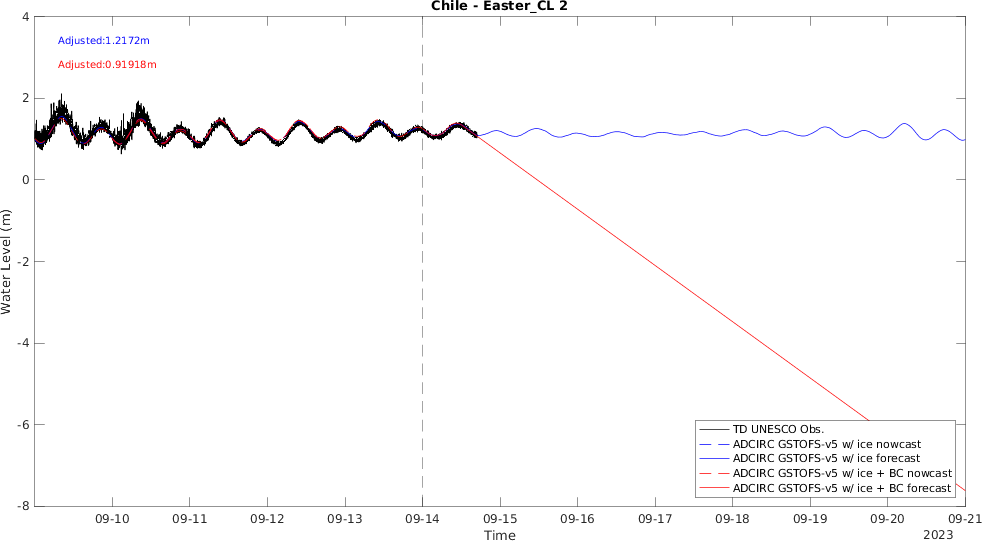 Chile - Easter_CL 2
Adjusted:1.2172m
Adjusted:0.91918m
4
2
0
-2
-4
-6
-8
Water Level (m)
TD UNESCO Obs.
ADCIRC GSTOFS-v5 w/ ice nowcast
ADCIRC GSTOFS-v5 w/ ice forecast
ADCIRC GSTOFS-v5 w/ ice + BC nowcast
ADCIRC GSTOFS-v5 w/ ice + BC forecast
09-10 09-11 09-12 09-13 09-14 09-15 09-16 09-17 09-18 09-19 09-20 09-21
Time
2023